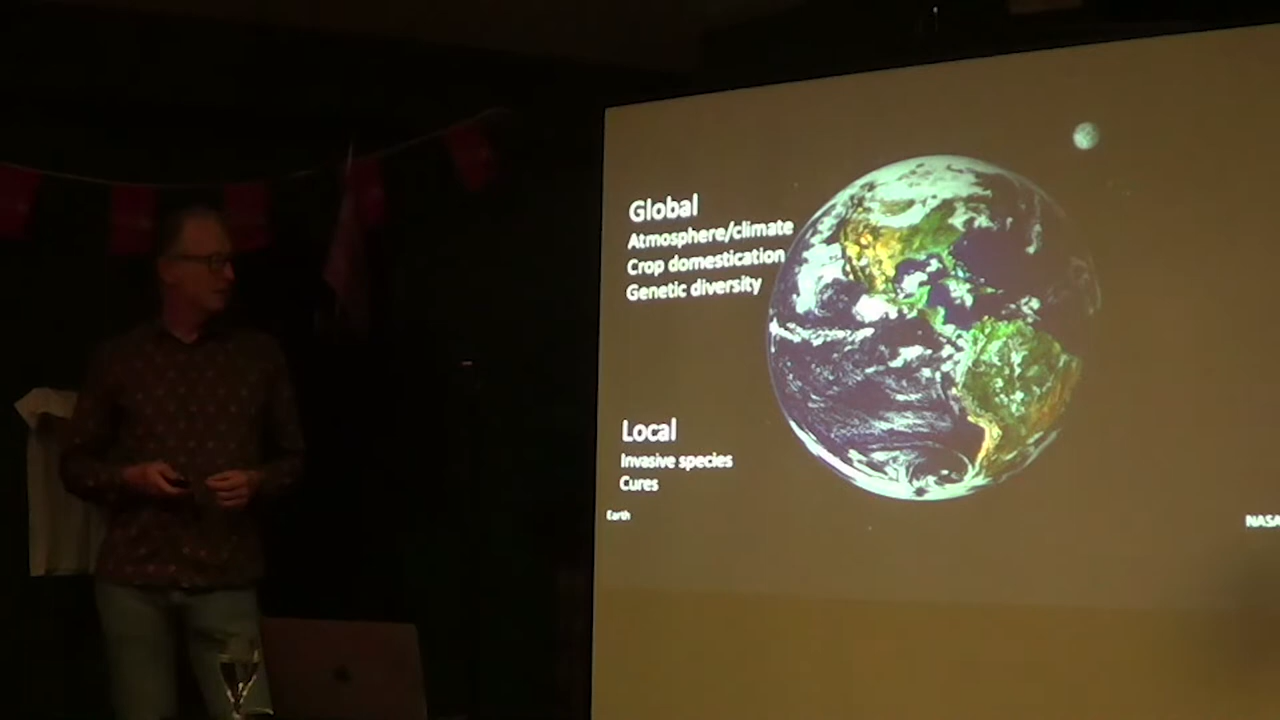 Global
Atmosphere/climate
Crop domestication
Genetic diversity
Local
Invasive species
Cures
Earth
NASA